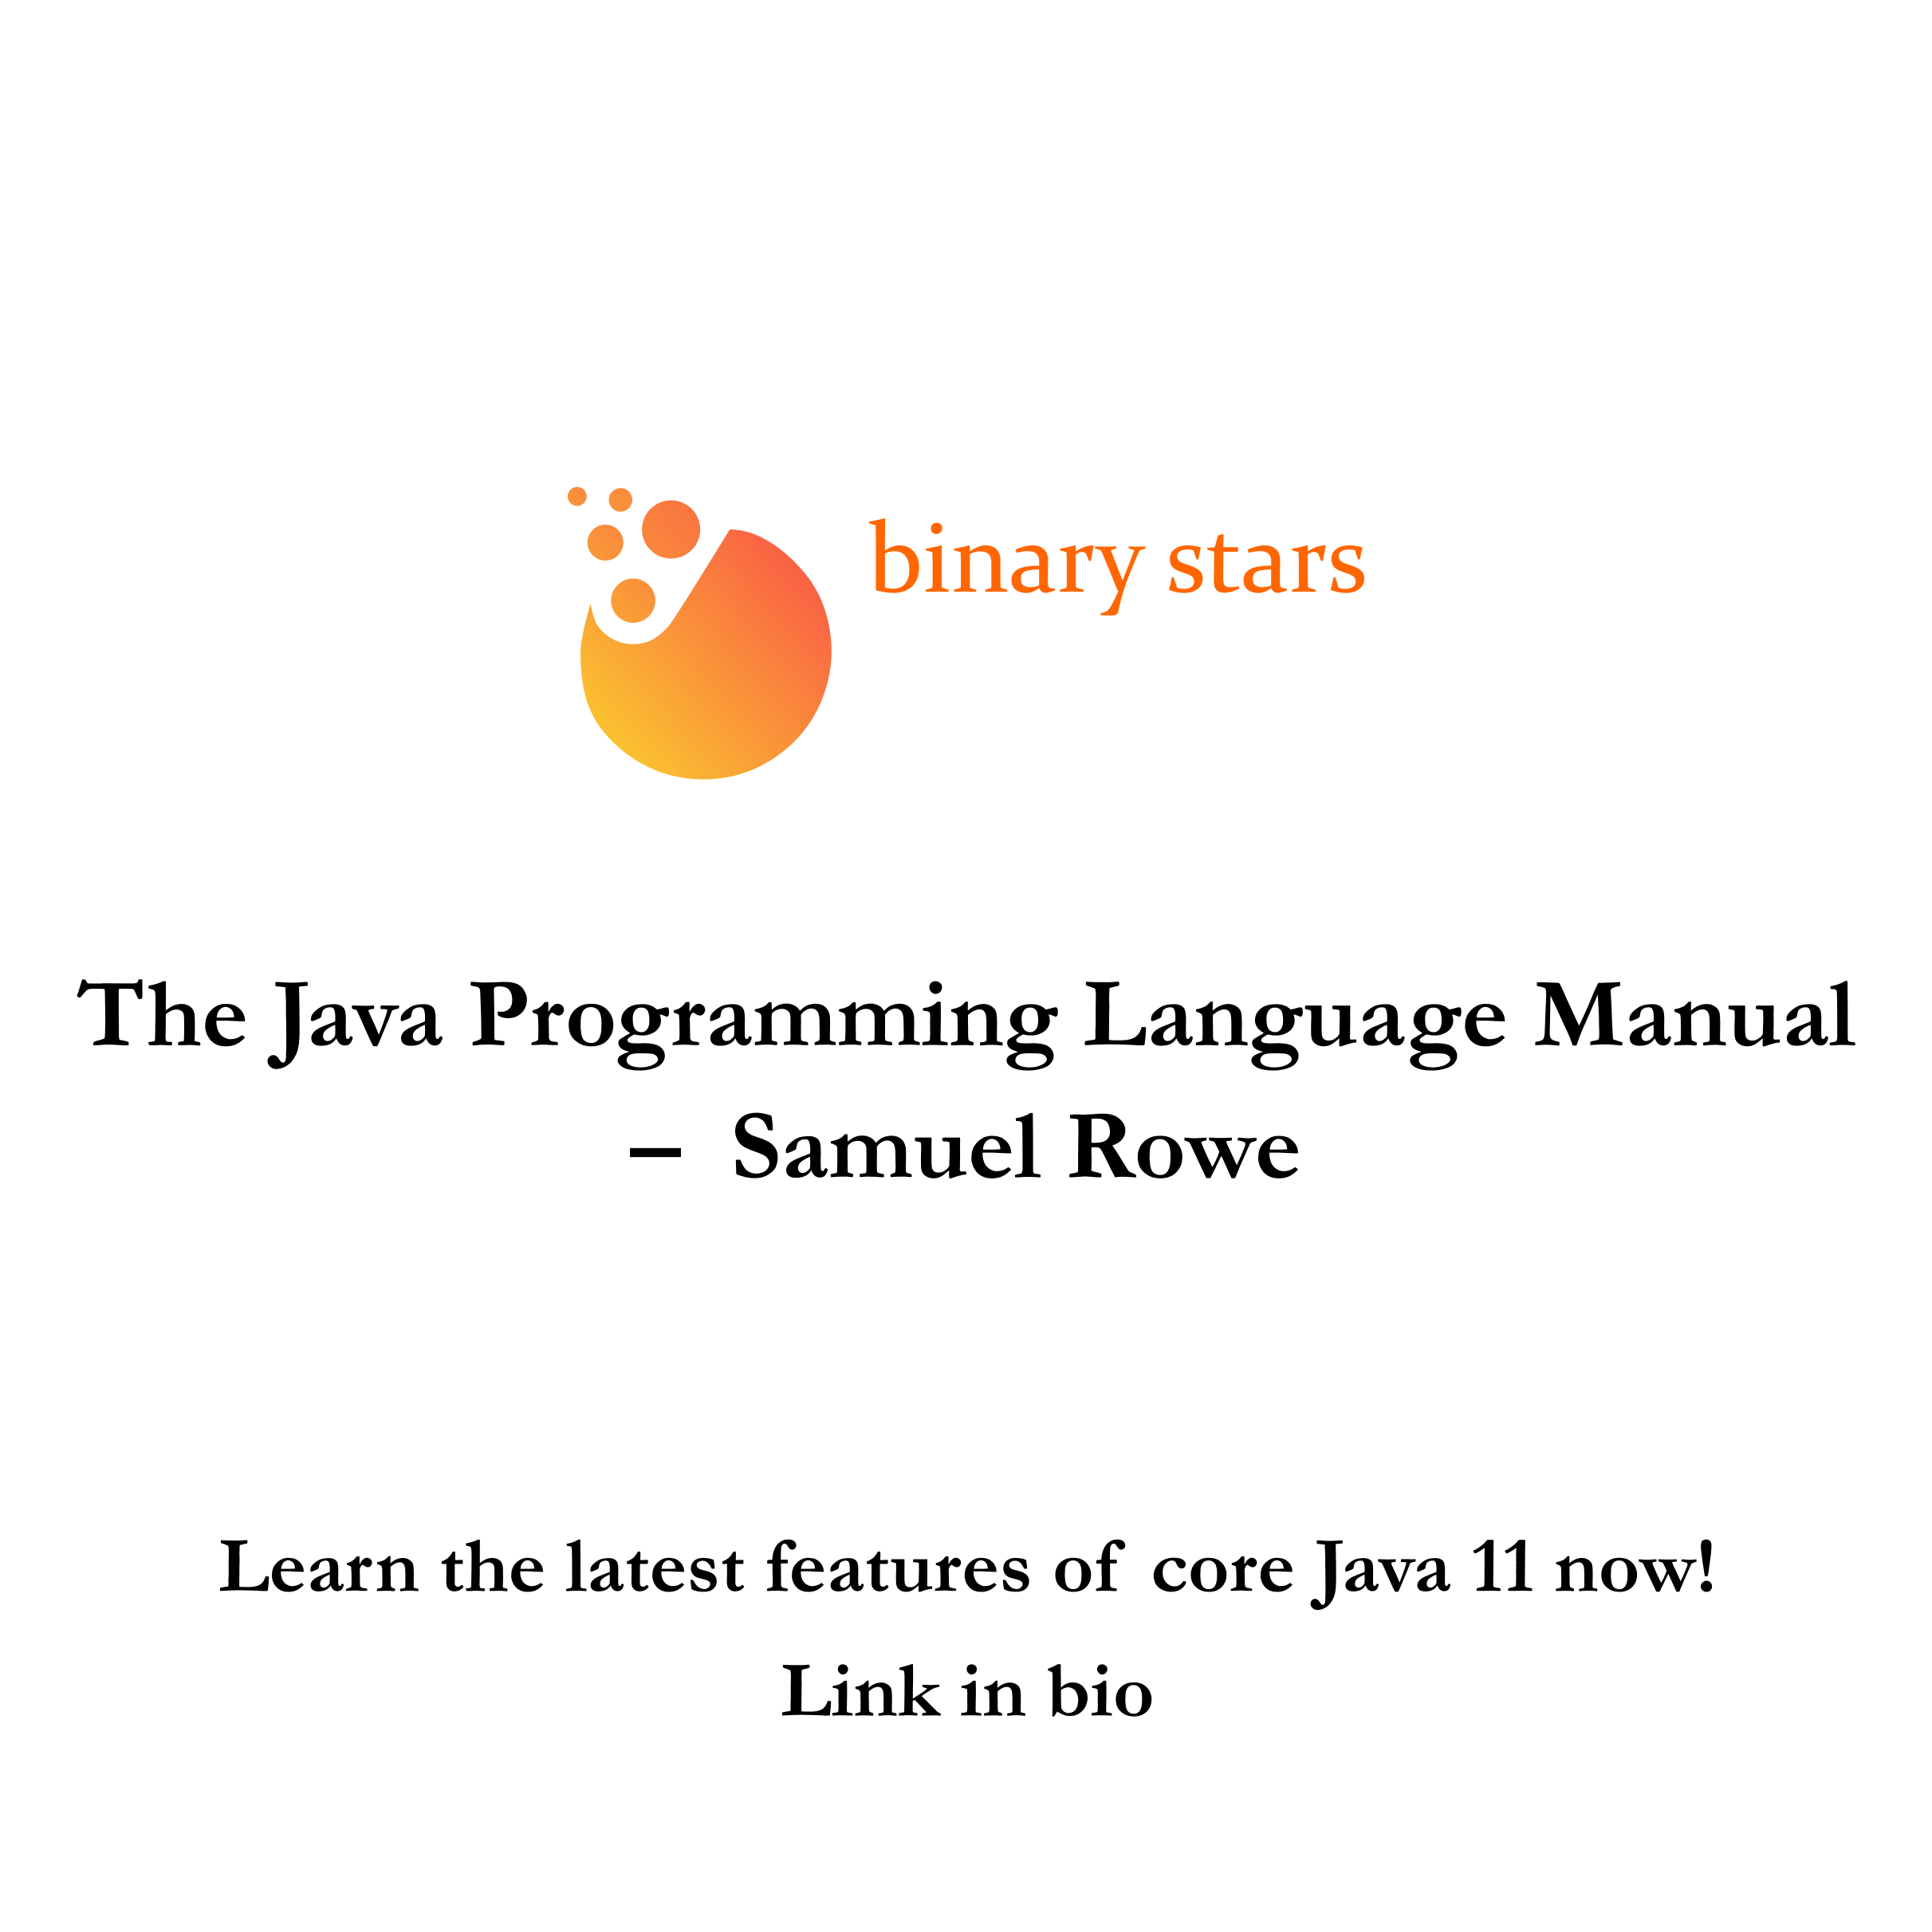 binary stars
The Java Programming Language Manual
– Samuel Rowe
Learn the latest features of core Java 11 now!
Link in bio